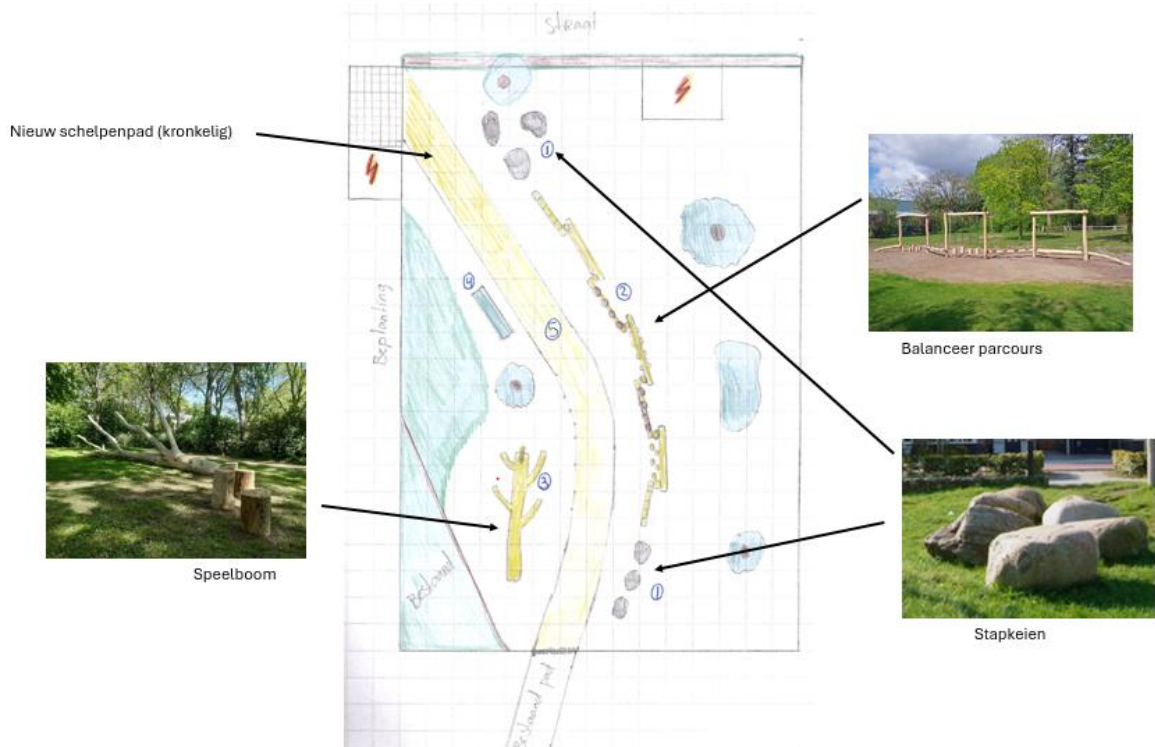 Straat
Nieuw schelpenpad (kronkelig)
1
2
Balanceer parcours
4
5
Beplanting
3
Speelboom
Bestaand
1
Stapkeien
Bestaand pad